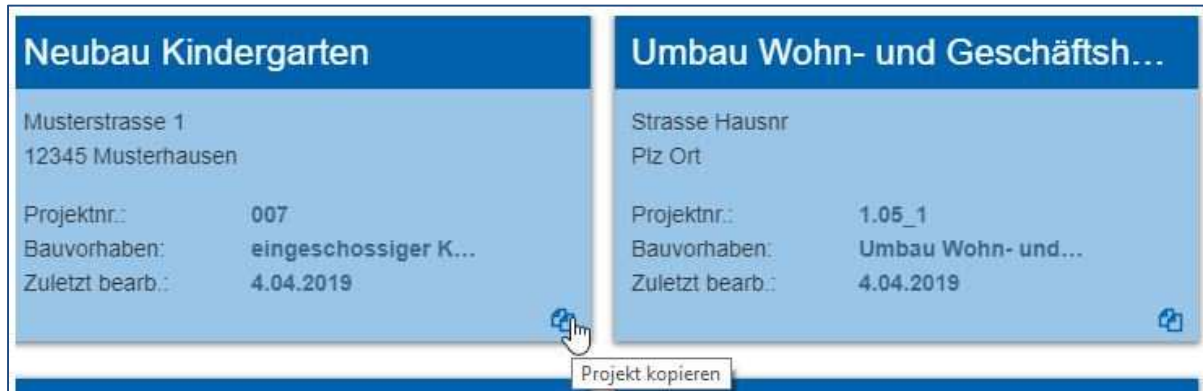 Neubau Kindergarten
Musterstrasse 1
12345 Musterhausen
Projektnr.: 007
Bauvorhaben: eingeschossiger K...
Zuletzt bearb.: 4.04.2019
Umbau Wohn- und Geschäftsh...
Strasse Hausnr
Plz Ort
Projektnr.: 1.05_1
Bauvorhaben: Umbau Wohn- und...
Zuletzt bearb.: 4.04.2019
Projekt kopieren